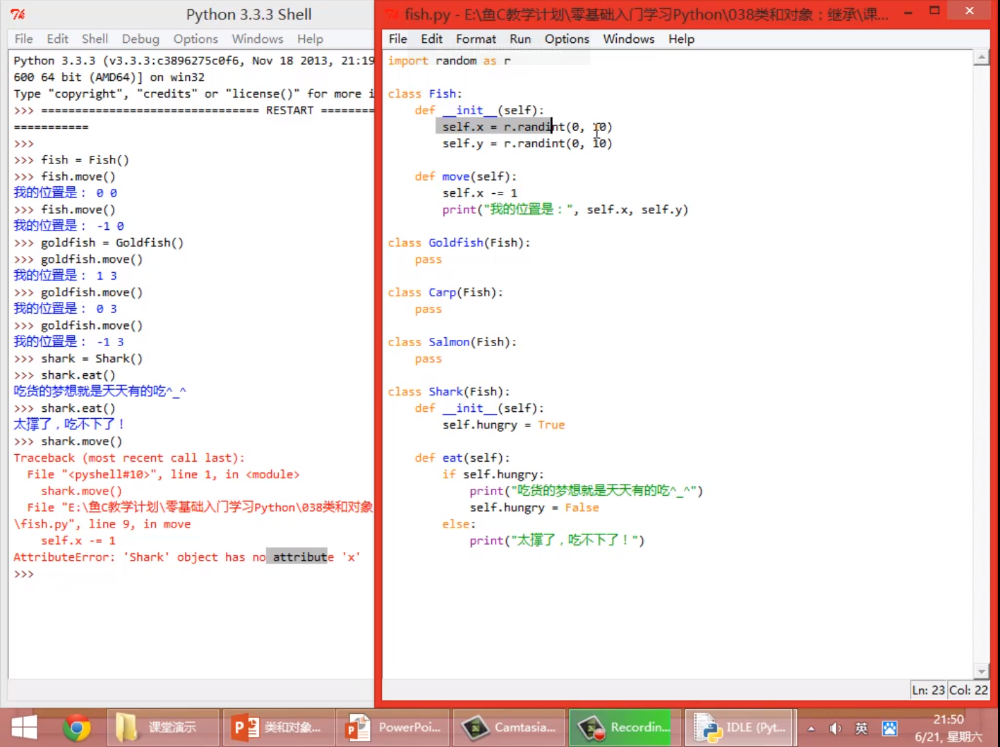 Python 3.3.3 Shell
File Edit Shell Debug Options Windows Help
Python 3.3.3 (v3.3.3:c3896275c0f6, Nov 18 2013, 21:19
600 64 bit (AMD64)] on win32
Type "copyright", "credits" or "license()" for more i
>>> ================================ RESTART ========
===========
>>>
>>> fish = Fish()
>>> fish.move()
我的位置是： 0 0
>>> fish.move()
我的位置是： -1 0
>>> goldfish = Goldfish()
>>> goldfish.move()
我的位置是： 1 3
>>> goldfish.move()
我的位置是： 0 3
>>> goldfish.move()
我的位置是： -1 3
>>> shark = Shark()
>>> shark.eat()
吃货的梦想就是天天有的吃^_^
>>> shark.eat()
太撑了，吃不下了！
>>> shark.move()
Traceback (most recent call last):
  File "<pyshell#10>", line 1, in <module>
    shark.move()
  File "E:\鱼C教学计划\零基础入门学习Python\038类和对象
\fish.py", line 9, in move
    self.x -= 1
AttributeError: 'Shark' object has no attribute 'x'
>>>
fish.py - E:\鱼C教学计划\零基础入门学习Python\038类和对象：继承\课...
File Edit Format Run Options Windows Help
import random as r
class Fish:
    def __init__(self):
        self.x = r.randint(0, 10)
        self.y = r.randint(0, 10)
    def move(self):
        self.x -= 1
        print("我的位置是：", self.x, self.y)
class Goldfish(Fish):
    pass
class Carp(Fish):
    pass
class Salmon(Fish):
    pass
class Shark(Fish):
    def __init__(self):
        self.hungry = True
    def eat(self):
        if self.hungry:
            print("吃货的梦想就是天天有的吃^_^")
            self.hungry = False
        else:
            print("太撑了，吃不下了！")
Ln: 23 Col: 22
课堂演示
类和对象...
PowerPoi...
Camtasia...
Recordin...
IDLE (Pyt...
英
21:50
6/21, 星期六